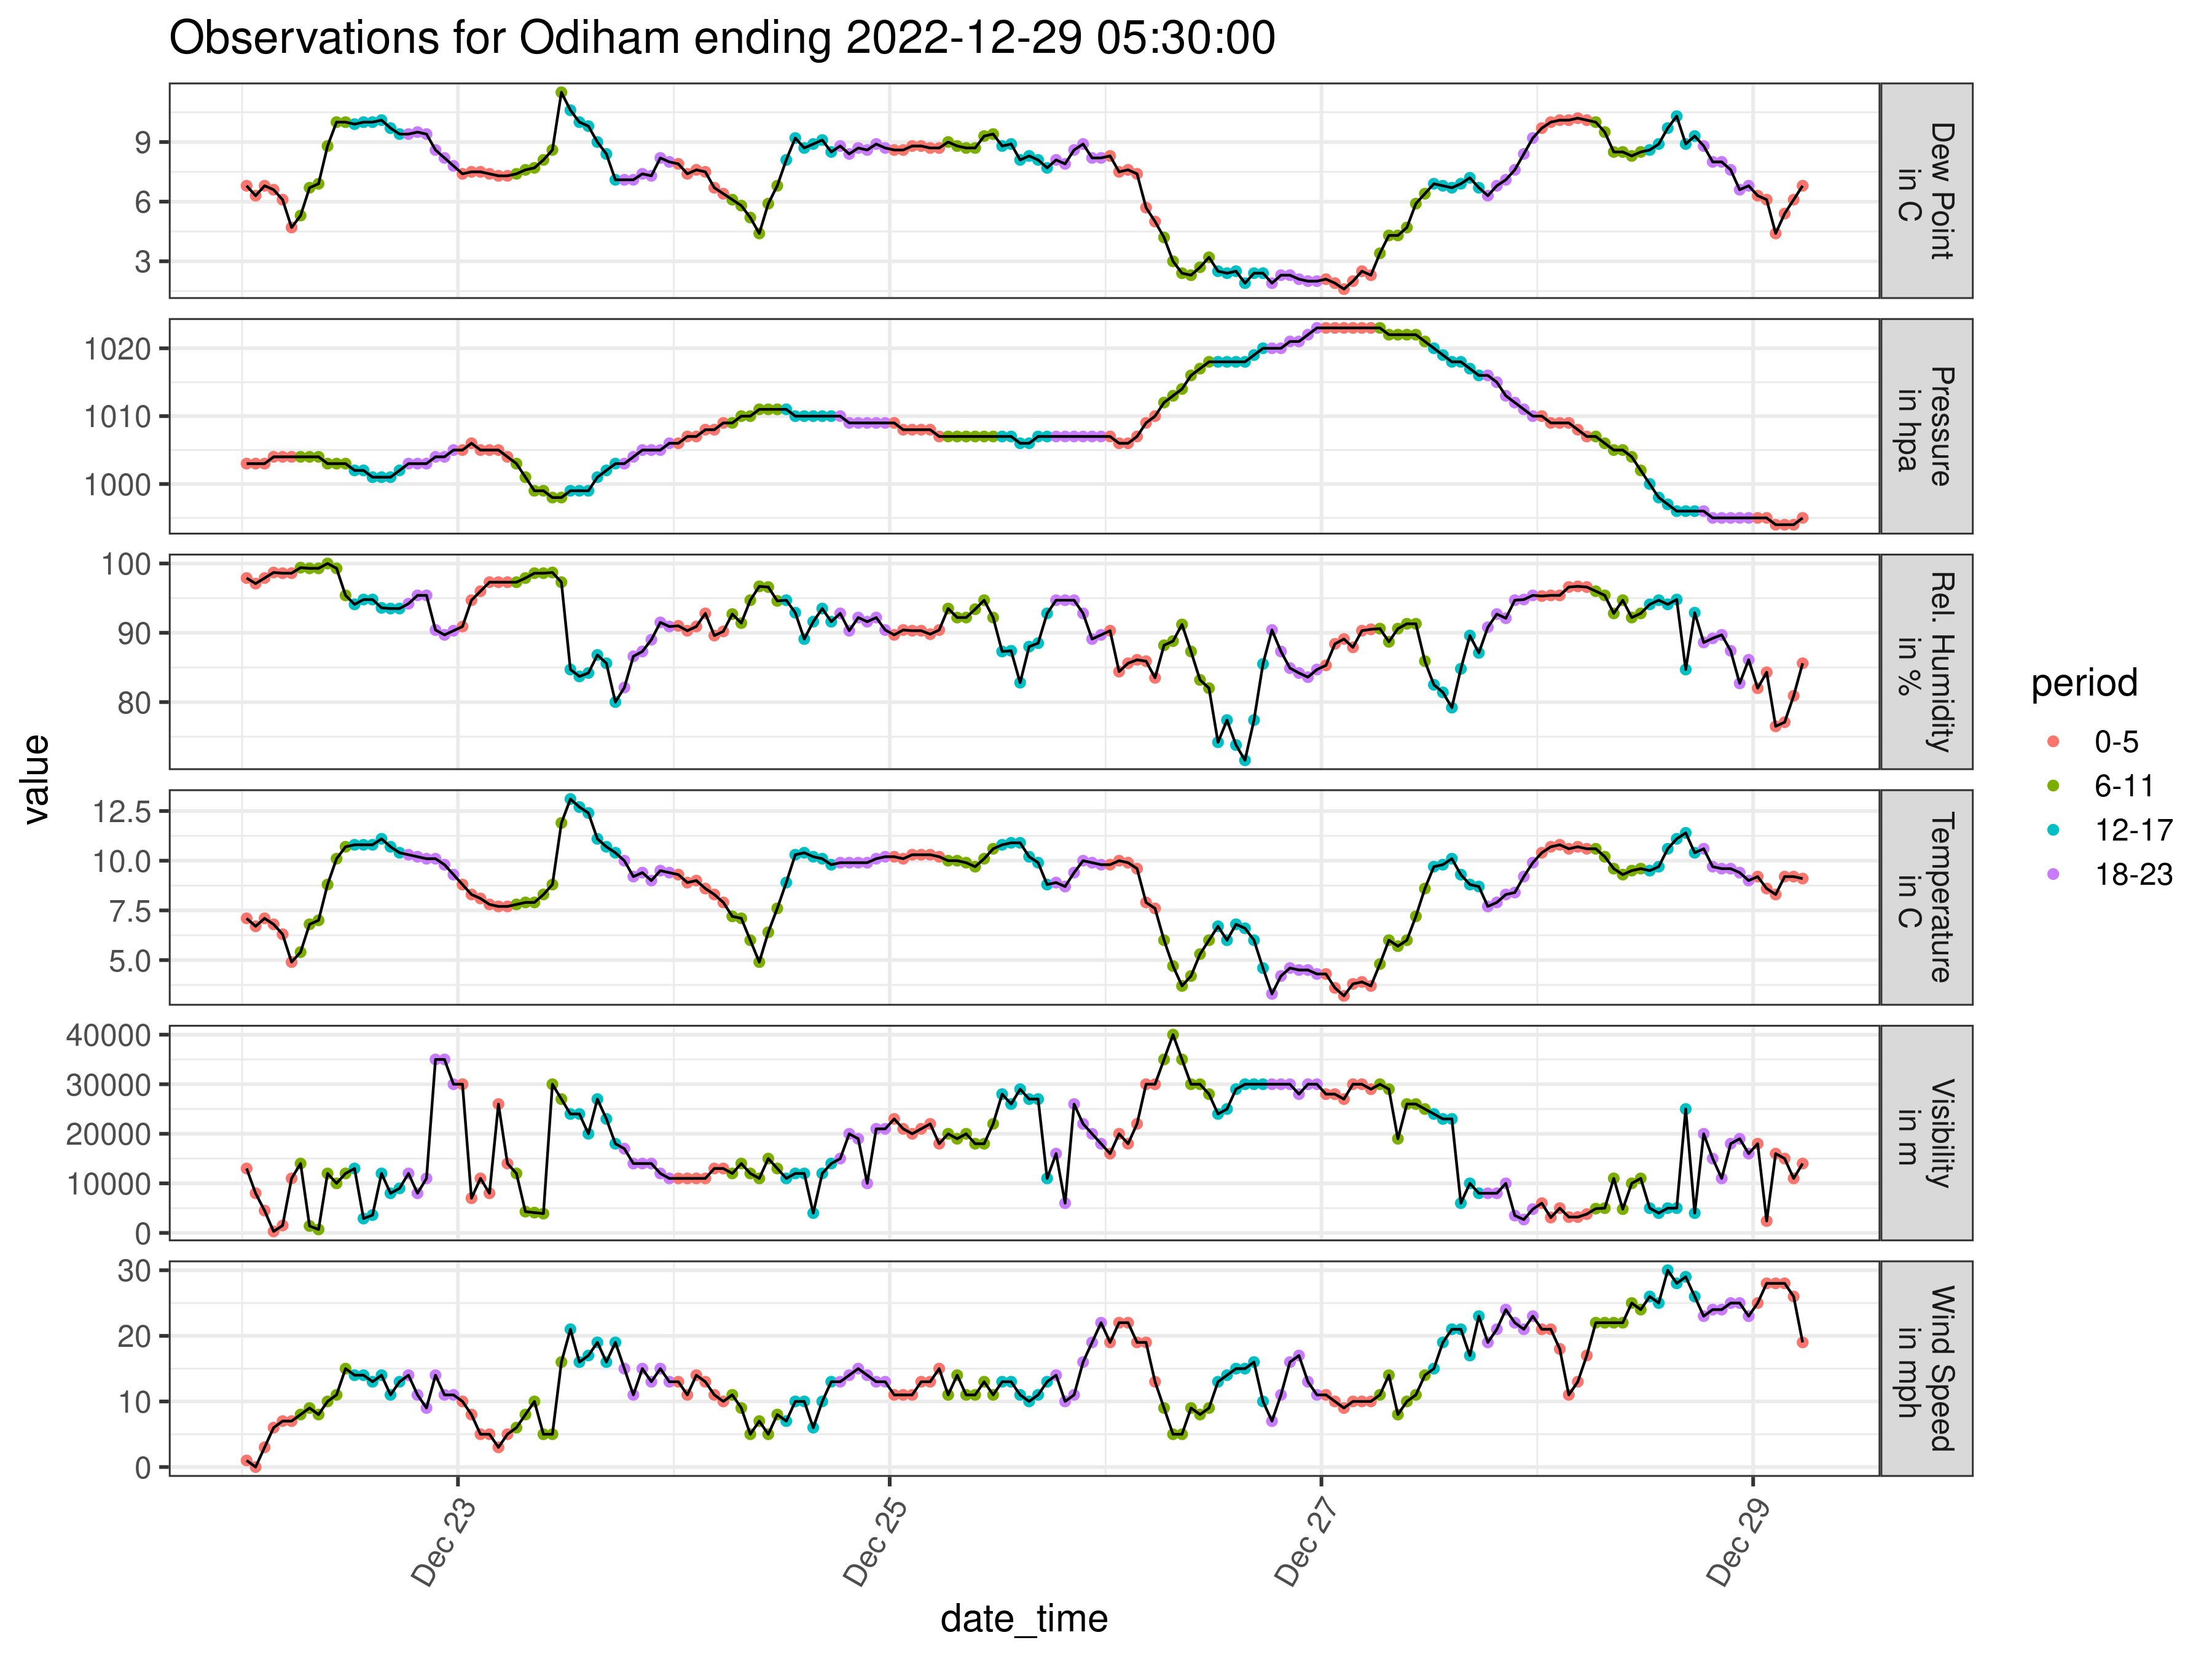 Observations for Odiham ending 2022-12-29 05:30:00
value
9
6
3
Dew Point
in C
1020
1010
1000
Pressure
in hpa
100
90
80
Rel. Humidity
in %
12.5
10.0
7.5
5.0
Temperature
in C
40000
30000
20000
10000
0
Visibility
in m
30
20
10
0
Wind Speed
in mph
Dec 23
Dec 25
Dec 27
Dec 29
date_time
period
0-5
6-11
12-17
18-23